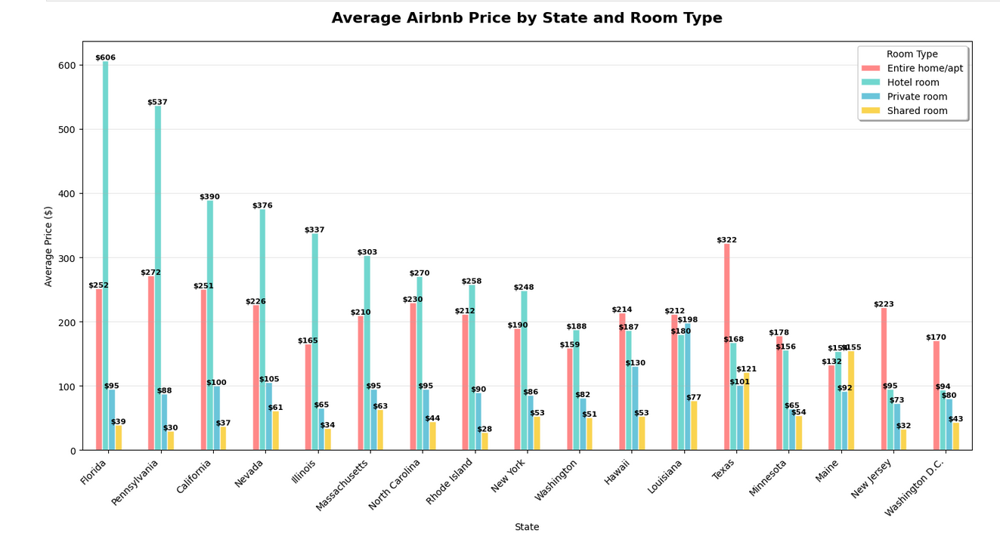 Average Airbnb Price by State and Room Type
Average Price ($)
600
500
400
300
200
100
0
Room Type
Entire home/apt
Hotel room
Private room
Shared room
$252 $606 $95 $39
$272 $537 $88 $30
$251 $390 $100 $37
$226 $376 $105 $61
$165 $337 $65 $34
$210 $303 $95 $63
$230 $270 $95 $44
$212 $258 $90 $28
$190 $248 $86 $53
$159 $188 $82 $51
$214 $187 $130 $53
$212 $180 $198 $77
$322 $168 $101 $121
$178 $156 $65 $54
$132 $92 $155
$223 $95 $73 $32
$170 $94 $80 $43
Florida
Pennsylvania
California
Nevada
Illinois
Massachusetts
North Carolina
Rhode Island
New York
Washington
Hawaii
Louisiana
Texas
Minnesota
Maine
New Jersey
Washington D.C.
State